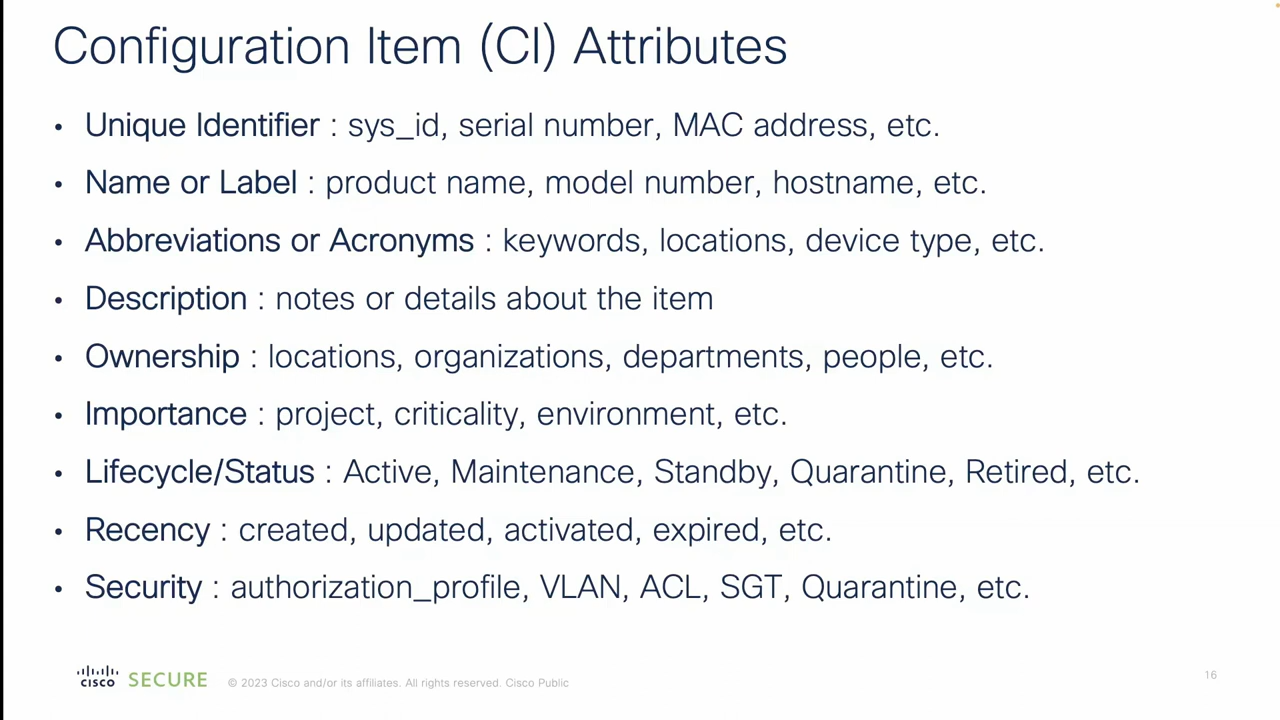 Configuration Item (CI) Attributes
• Unique Identifier : sys_id, serial number, MAC address, etc.
• Name or Label : product name, model number, hostname, etc.
• Abbreviations or Acronyms : keywords, locations, device type, etc.
• Description : notes or details about the item
• Ownership : locations, organizations, departments, people, etc.
• Importance : project, criticality, environment, etc.
• Lifecycle/Status : Active, Maintenance, Standby, Quarantine, Retired, etc.
• Recency : created, updated, activated, expired, etc.
• Security : authorization_profile, VLAN, ACL, SGT, Quarantine, etc.
CISCO SECURE © 2023 Cisco and/or its affiliates. All rights reserved. Cisco Public 16